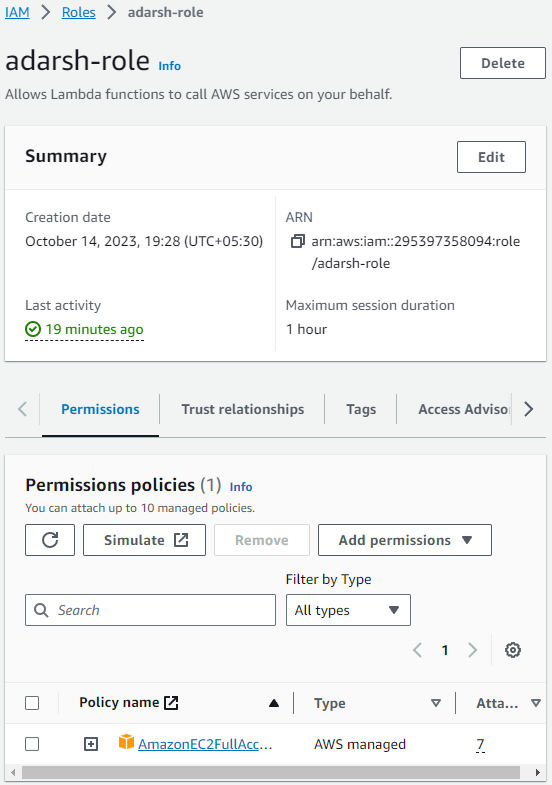 IAM > Roles > adarsh-role
adarsh-role Info
Delete
Allows Lambda functions to call AWS services on your behalf.
Summary
Edit
Creation date
October 14, 2023, 19:28 (UTC+05:30)
ARN
arn:aws:iam::295397358094:role
/adarsh-role
Last activity
19 minutes ago
Maximum session duration
1 hour
Permissions
Trust relationships
Tags
Access Adviso
Permissions policies (1) Info
You can attach up to 10 managed policies.
Simulate
Remove
Add permissions
Filter by Type
Search
All types
1
Policy name
Type
Atta...
AmazonEC2FullAcc...
AWS managed
7